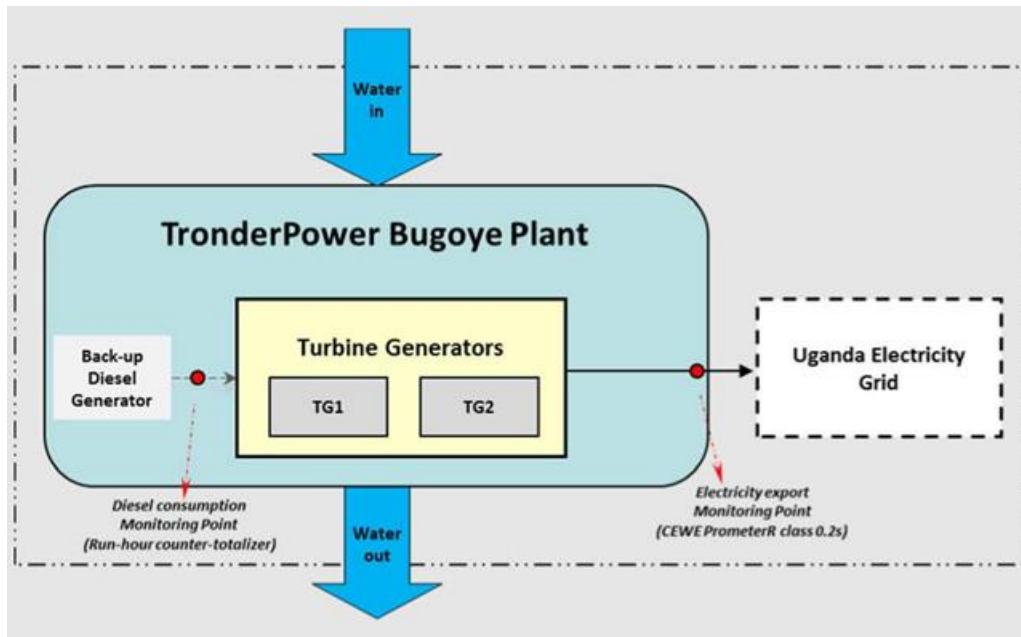 Water
in
TronderPower Bugoye Plant
Back-up
Diesel
Generator
Turbine Generators
TG1
TG2
Uganda Electricity
Grid
Diesel consumption
Monitoring Point
(Run-hour counter-totalizer)
Electricity export
Monitoring Point
(CEWE PrometerR class 0.2s)
Water
out